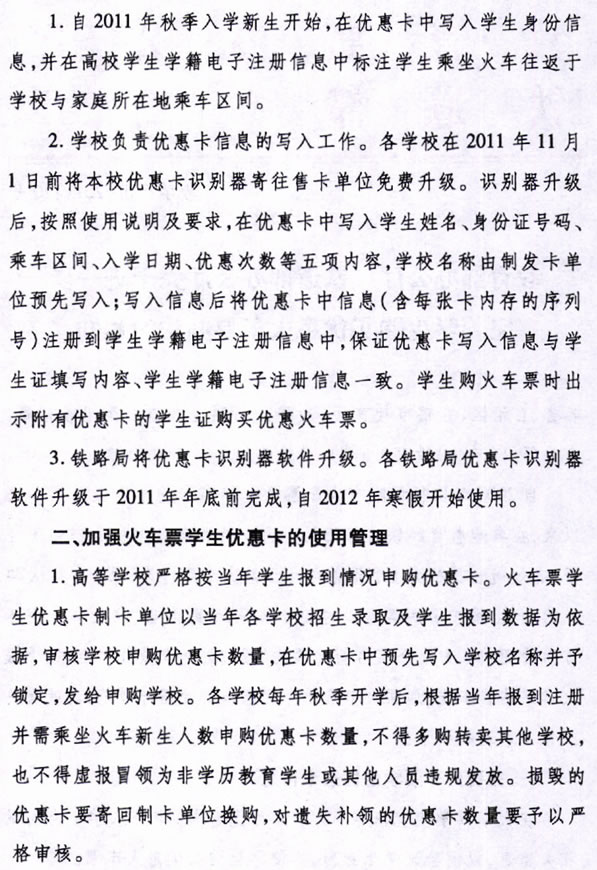 1. 自 2011 年秋季入学新生开始,在优惠卡中写入学生身份信
息,并在高校学生学籍电子注册信息中标注学生乘坐火车往返于
学校与家庭所在地乘车区间。
2. 学校负责优惠卡信息的写入工作。各学校在 2011 年 11 月
1 日前将本校优惠卡识别器寄往售卡单位免费升级。识别器升级
后,按照使用说明及要求,在优惠卡中写入学生姓名、身份证号码、
乘车区间、入学日期、优惠次数等五项内容,学校名称由制发卡单
位预先写入;写入信息后将优惠卡中信息(含每张卡内存的序列
号)注册到学生学籍电子注册信息中,保证优惠卡写入信息与学
生证填写内容、学生学籍电子注册信息一致。学生购火车票时出
示附有优惠卡的学生证购买优惠火车票。
3. 铁路局将优惠卡识别器软件升级。各铁路局优惠卡识别器
软件升级于 2011 年年底前完成,自 2012 年寒假开始使用。
二、加强火车票学生优惠卡的使用管理
1. 高等学校严格按当年学生报到情况申购优惠卡。火车票学
生优惠卡制卡单位以当年各学校招生录取及学生报到数据为依
据,审核学校申购优惠卡数量,在优惠卡中预先写入学校名称并予
锁定,发给申购学校。各学校每年秋季开学后,根据当年报到注册
并需乘坐火车新生人数申购优惠卡数量,不得多购转卖其他学校,
也不得虚报冒领为非学历教育学生或其他人员违规发放。损毁的
优惠卡要寄回制卡单位换购,对遗失补领的优惠卡数量要予以严
格审核。